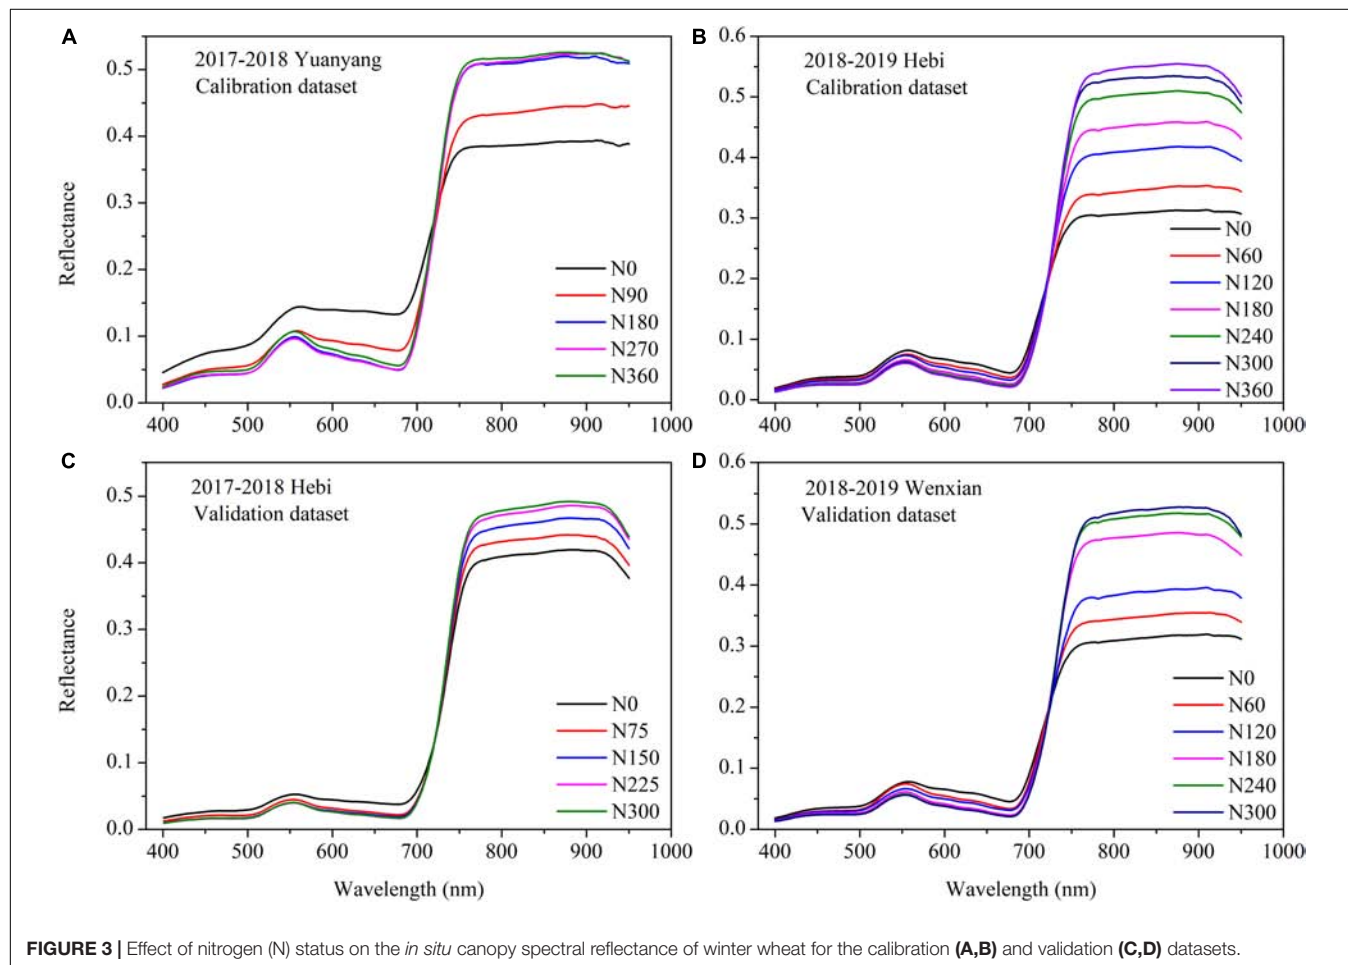 A
2017-2018 Yuanyang
Calibration dataset
Reflectance
0.5
0.4
0.3
0.2
0.1
0.0
400 500 600 700 800 900 1000
N0
N90
N180
N270
N360
B
2018-2019 Hebi
Calibration dataset
0.6
0.5
0.4
0.3
0.2
0.1
0.0
400 500 600 700 800 900 1000
N0
N60
N120
N180
N240
N300
N360
C
2017-2018 Hebi
Validation dataset
Reflectance
0.5
0.4
0.3
0.2
0.1
0.0
400 500 600 700 800 900 1000
Wavelength (nm)
N0
N75
N150
N225
N300
D
2018-2019 Wenxian
Validation dataset
0.6
0.5
0.4
0.3
0.2
0.1
0.0
400 500 600 700 800 900 1000
Wavelength (nm)
N0
N60
N120
N180
N240
N300
FIGURE 3 | Effect of nitrogen (N) status on the in situ canopy spectral reflectance of winter wheat for the calibration (A,B) and validation (C,D) datasets.